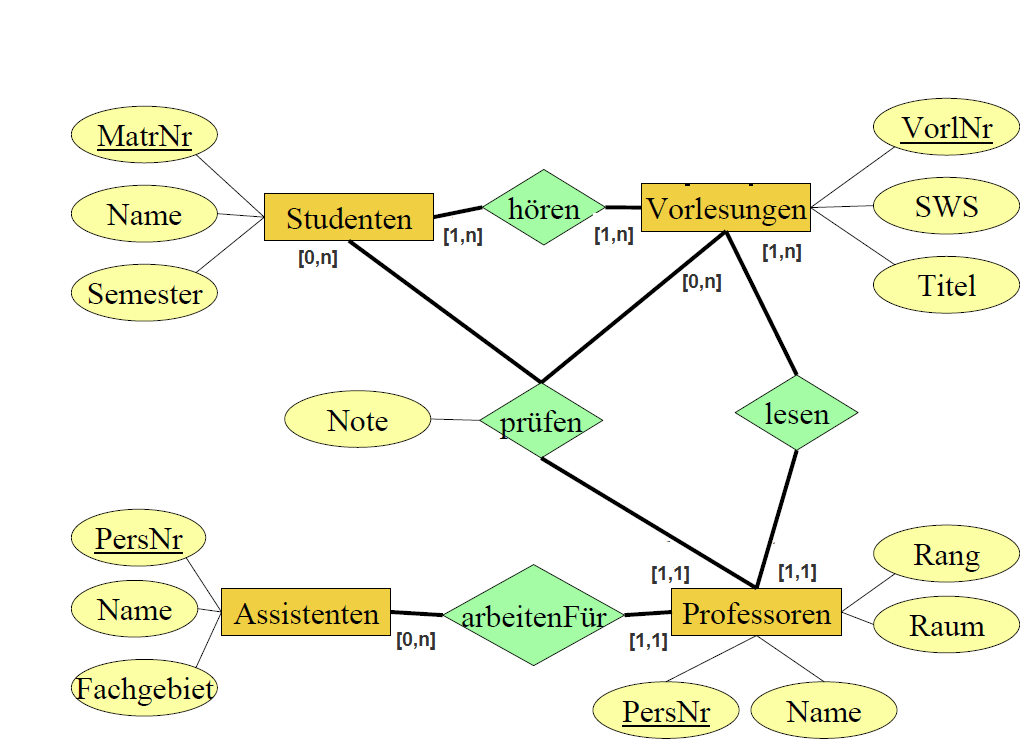 MatrNr
VorlNr
Name
Studenten
hören
Vorlesungen
SWS
[1,n]
[1,n]
[0,n]
[1,n]
[0,n]
Semester
Titel
Note
prüfen
lesen
PersNr
Rang
[1,1]
[1,1]
Name
Assistenten
arbeitenFür
Professoren
Raum
[0,n]
[1,1]
Fachgebiet
PersNr
Name